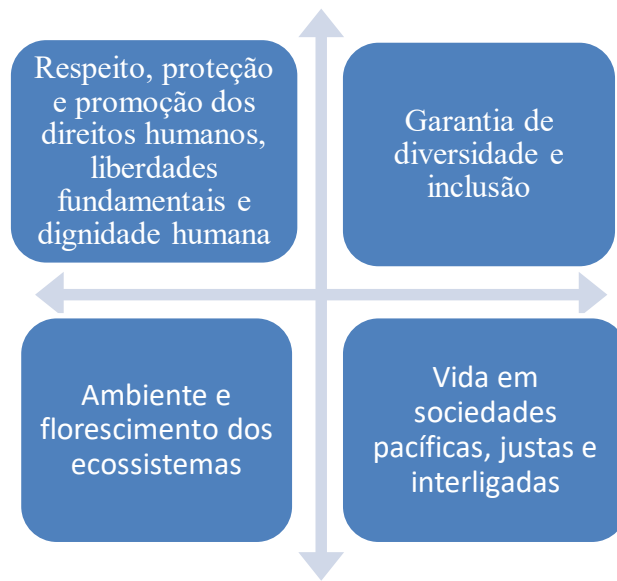 Respeito, proteção
e promoção dos
direitos humanos,
liberdades
fundamentais e
dignidade humana
Garantia de
diversidade e
inclusão
Ambiente e
florescimento dos
ecossistemas
Vida em
sociedades
pacíficas, justas e
interligadas